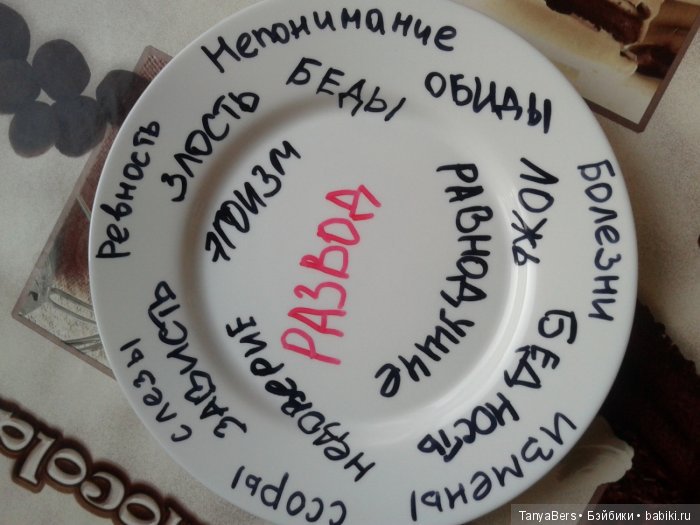 Непонимание
БЕДЫ
ОБИДЫ
Болезни
ЛОЖЬ
РАВНОДУШИЕ
БЕДНОСТЬ
ИЗМЕНЫ
ССОРЫ
НЕДОВЕРИЕ
ЗАВИСТЬ
СЛЕЗЫ
Ревность
ЗЛОСТЬ
ЭГОИЗМ
РАЗВОД
TanyaBers • Бэйбики • babiki.ru